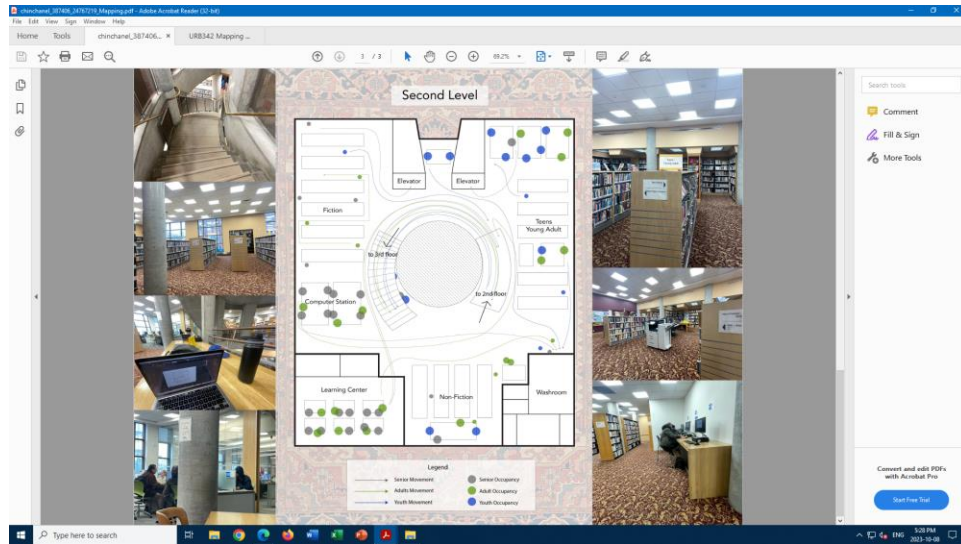 chinchanel_387406_24767219_Mapping.pdf - Adobe Acrobat Reader (32-bit)
File Edit View Sign Window Help
Home Tools chinchanel_387406... × URB342 Mapping ...
3 / 3 69.2%
Search tools
Comment
Fill & Sign
More Tools
Second Level
Elevator Elevator
Fiction
Teens
Young Adult
to 3rd floor
to 2nd floor
Computer Station
Learning Center
Non-Fiction
Washroom
Legend
Senior Movement Senior Occupancy
Adults Movement Adult Occupancy
Youth Movement Youth Occupancy
Convert and edit PDFs
with Acrobat Pro
Start Free Trial
Type here to search
ENG
5:28 PM
2023-10-08